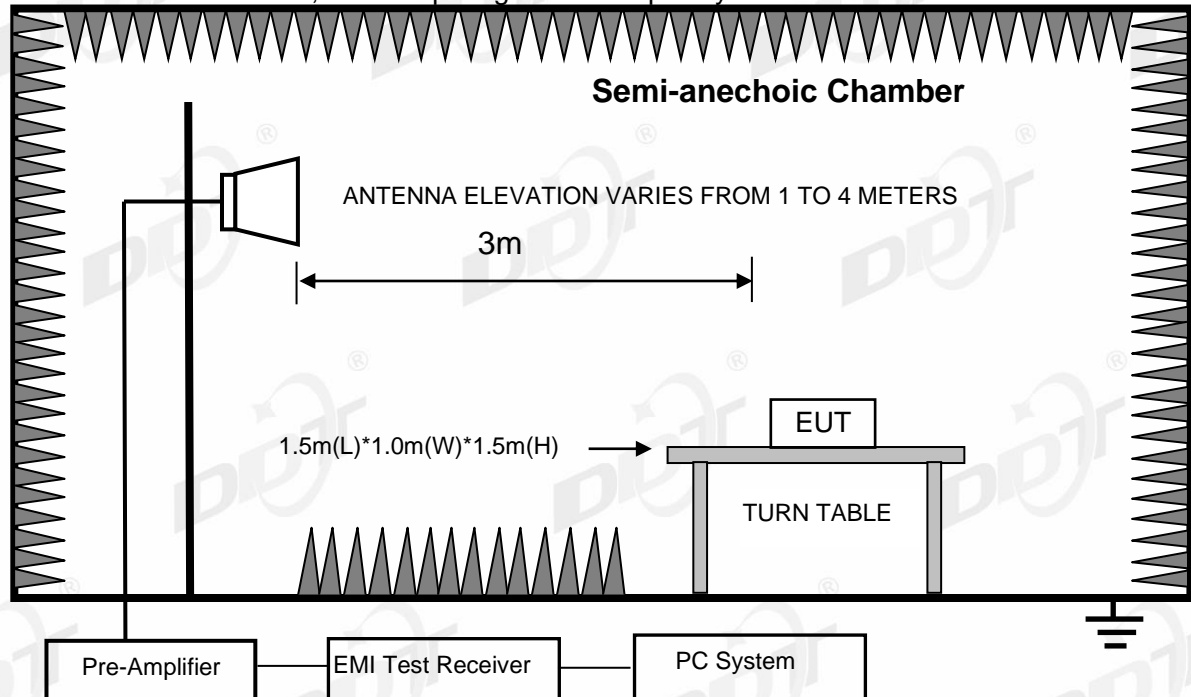 Semi-anechoic Chamber
ANTENNA ELEVATION VARIES FROM 1 TO 4 METERS
3m
1.5m(L)*1.0m(W)*1.5m(H)
EUT
TURN TABLE
Pre-Amplifier
EMI Test Receiver
PC System